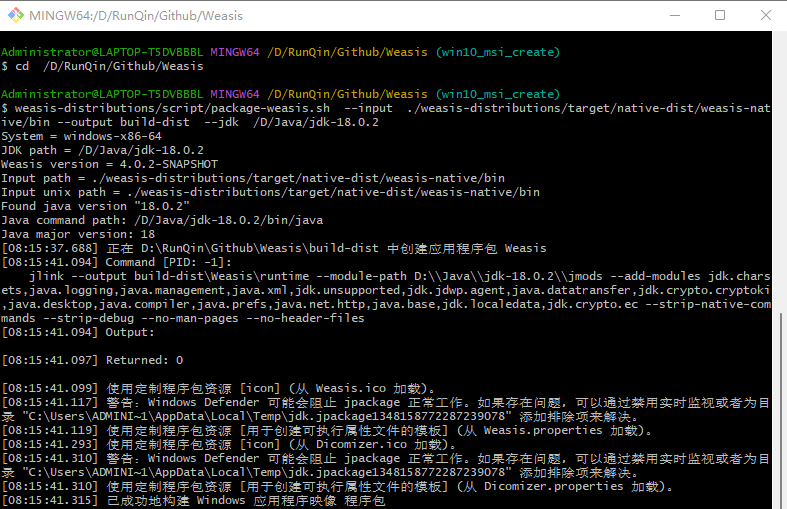 MINGW64:/D/RunQin/Github/Weasis
Administrator@LAPTOP-T5DVBBBL MINGW64 /D/RunQin/Github/Weasis (win10_msi_create)
$ cd  /D/RunQin/Github/Weasis
Administrator@LAPTOP-T5DVBBBL MINGW64 /D/RunQin/Github/Weasis (win10_msi_create)
$ weasis-distributions/script/package-weasis.sh  --input  ./weasis-distributions/target/native-dist/weasis-nat
ive/bin --output build-dist  --jdk  /D/Java/jdk-18.0.2
System = windows-x86-64
JDK path = /D/Java/jdk-18.0.2
Weasis version = 4.0.2-SNAPSHOT
Input path = ./weasis-distributions/target/native-dist/weasis-native/bin
Input unix path = ./weasis-distributions/target/native-dist/weasis-native/bin
Found java version "18.0.2"
Java command path: /D/Java/jdk-18.0.2/bin/java
Java major version: 18
[08:15:37.688] 正在 D:\RunQin\Github\Weasis\build-dist 中创建应用程序包 Weasis
[08:15:41.094] Command [PID: -1]:
    jlink --output build-dist\Weasis\runtime --module-path D:\\Java\\jdk-18.0.2\\jmods --add-modules jdk.chars
ets,java.logging,java.management,java.xml,jdk.unsupported,jdk.jdwp.agent,java.datatransfer,jdk.crypto.cryptoki
,java.desktop,java.compiler,java.prefs,java.net.http,java.base,jdk.localedata,jdk.crypto.ec --strip-native-com
mands --strip-debug --no-man-pages --no-header-files
[08:15:41.094] Output:
[08:15:41.097] Returned: 0
[08:15:41.099] 使用定制程序包资源 [icon] (从 Weasis.ico 加载)。
[08:15:41.117] 警告: Windows Defender 可能会阻止 jpackage 正常工作。如果存在问题，可以通过禁用实时监视或者为目
录 "C:\Users\ADMINI~1\AppData\Local\Temp\jdk.jpackage1348158772287239078" 添加排除项来解决。
[08:15:41.119] 使用定制程序包资源 [用于创建可执行属性文件的模板] (从 Weasis.properties 加载)。
[08:15:41.293] 使用定制程序包资源 [icon] (从 Dicomizer.ico 加载)。
[08:15:41.310] 警告: Windows Defender 可能会阻止 jpackage 正常工作。如果存在问题，可以通过禁用实时监视或者为目
录 "C:\Users\ADMINI~1\AppData\Local\Temp\jdk.jpackage1348158772287239078" 添加排除项来解决。
[08:15:41.310] 使用定制程序包资源 [用于创建可执行属性文件的模板] (从 Dicomizer.properties 加载)。
[08:15:41.315] 已成功地构建 Windows 应用程序映像 程序包